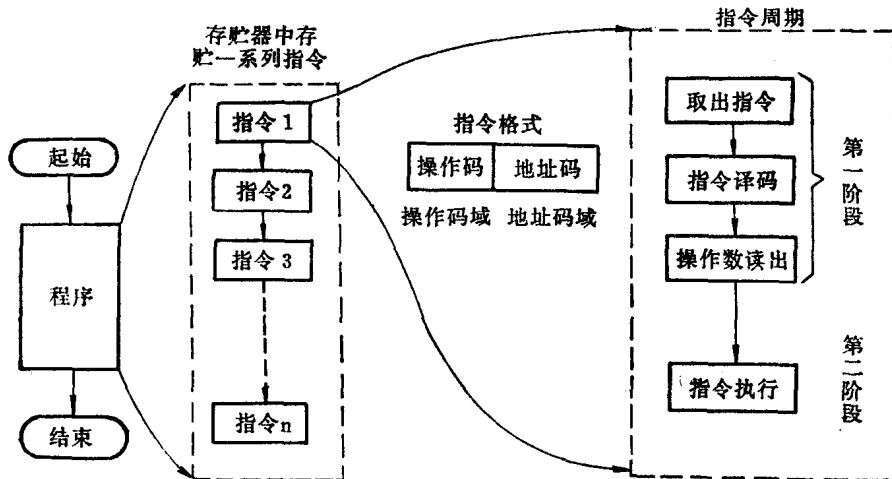 存贮器中存
贮一系列指令
指令周期
起始
程序
结束
指令1
指令2
指令3
指令n
指令格式
操作码 地址码
操作码域 地址码域
取出指令
指令译码
操作数读出
指令执行
第一阶段
第二阶段